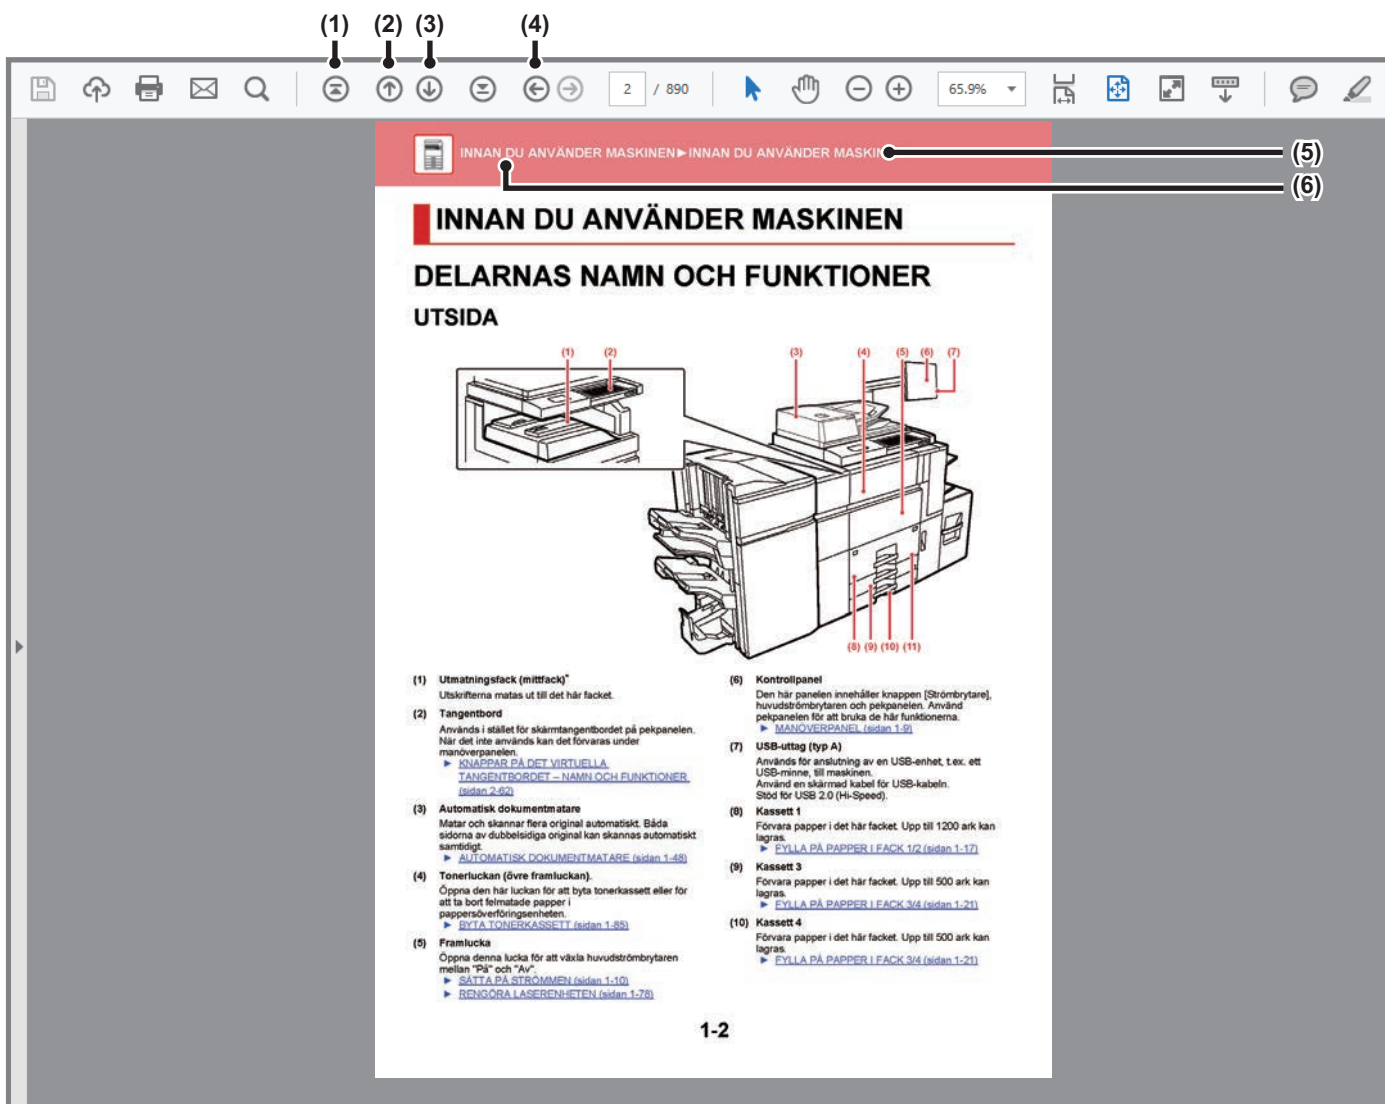 (1) (2) (3) (4)
2 / 890 65.9%
INNAN DU ANVÄNDER MASKINEN►INNAN DU ANVÄNDER MASKIN
(5)
(6)
INNAN DU ANVÄNDER MASKINEN
DELARNAS NAMN OCH FUNKTIONER
UTSIDA
(1) (2) (3) (4) (5) (6) (7)
(8) (9) (10) (11)
(1) Utmatningsfack (mittfack)*
Utskrifterna matas ut till det här facket.
(2) Tangentbord
Används i stället för skärmtangentbordet på pekpanelen.
När det inte används kan det förvaras under
manöverpanelen.
► KNAPPAR PÅ DET VIRTUELLA
TANGENTBORDET – NAMN OCH FUNKTIONER
(sidan 2-62)
(3) Automatisk dokumentmatare
Matar och skannar flera original automatiskt. Båda
sidorna av dubbelsidiga original kan skannas automatiskt
samtidigt.
► AUTOMATISK DOKUMENTMATARE (sidan 1-48)
(4) Tonerluckan (övre framluckan).
Öppna den här luckan för att byta tonerkassett eller för
att ta bort felmatade papper i
pappersöverföringsenheten.
► BYTA TONERKASSETT (sidan 1-85)
(5) Framlucka
Öppna denna lucka för att växla huvudströmbrytaren
mellan "På" och "Av".
► SÄTTA PÅ STRÖMMEN (sidan 1-10)
► RENGÖRA LASERENHETEN (sidan 1-78)
(6) Kontrollpanel
Den här panelen innehåller knappen [Strömbrytare],
huvudströmbrytaren och pekpanelen. Använd
pekpanelen för att bruka de här funktionerna.
► MANÖVERPANEL (sidan 1-9)
(7) USB-uttag (typ A)
Används för anslutning av en USB-enhet, t.ex. ett
USB-minne, till maskinen.
Använd en skärmad kabel för USB-kabeln.
Stöd för USB 2.0 (Hi-Speed).
(8) Kassett 1
Förvara papper i det här facket. Upp till 1200 ark kan
lagras.
► FYLLA PÅ PAPPER I FACK 1/2 (sidan 1-17)
(9) Kassett 3
Förvara papper i det här facket. Upp till 500 ark kan
lagras.
► FYLLA PÅ PAPPER I FACK 3/4 (sidan 1-21)
(10) Kassett 4
Förvara papper i det här facket. Upp till 500 ark kan
lagras.
► FYLLA PÅ PAPPER I FACK 3/4 (sidan 1-21)
1-2